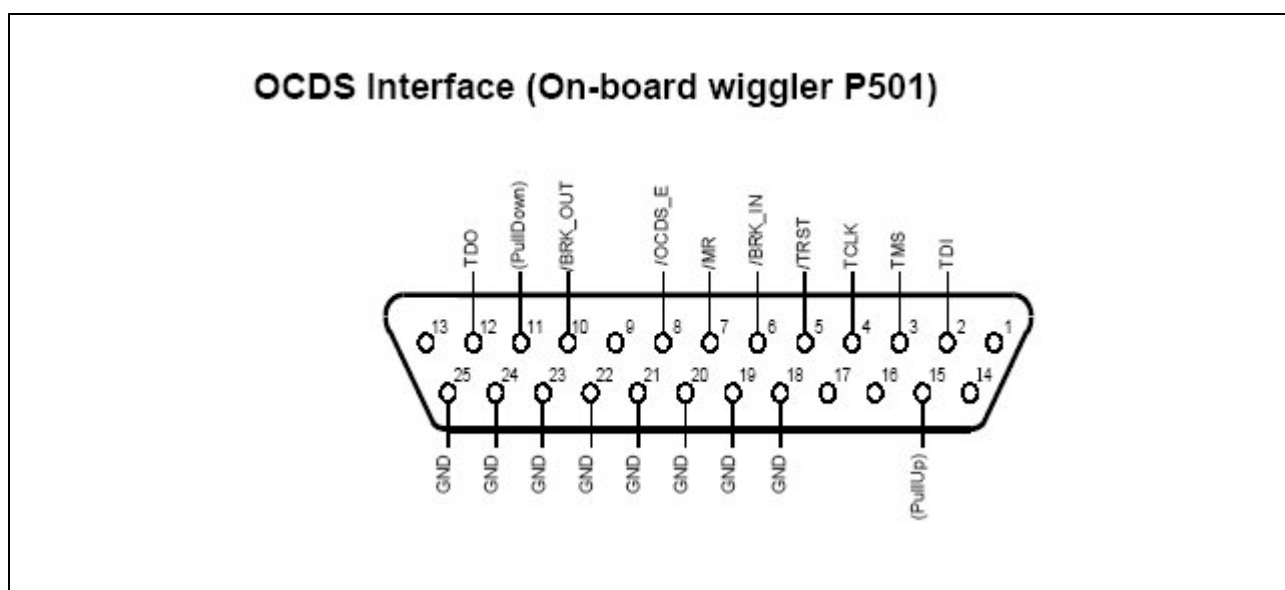 OCDS Interface (On-board wiggler P501)
TDO
(PullDown)
/BRK_OUT
/OCDS_E
/MR
/BRK_IN
/TRST
TCLK
TMS
TDI
13 12 11 10 9 8 7 6 5 4 3 2 1
25 24 23 22 21 20 19 18 17 16 15 14
GND
GND
GND
GND
GND
GND
GND
GND
(PullUp)